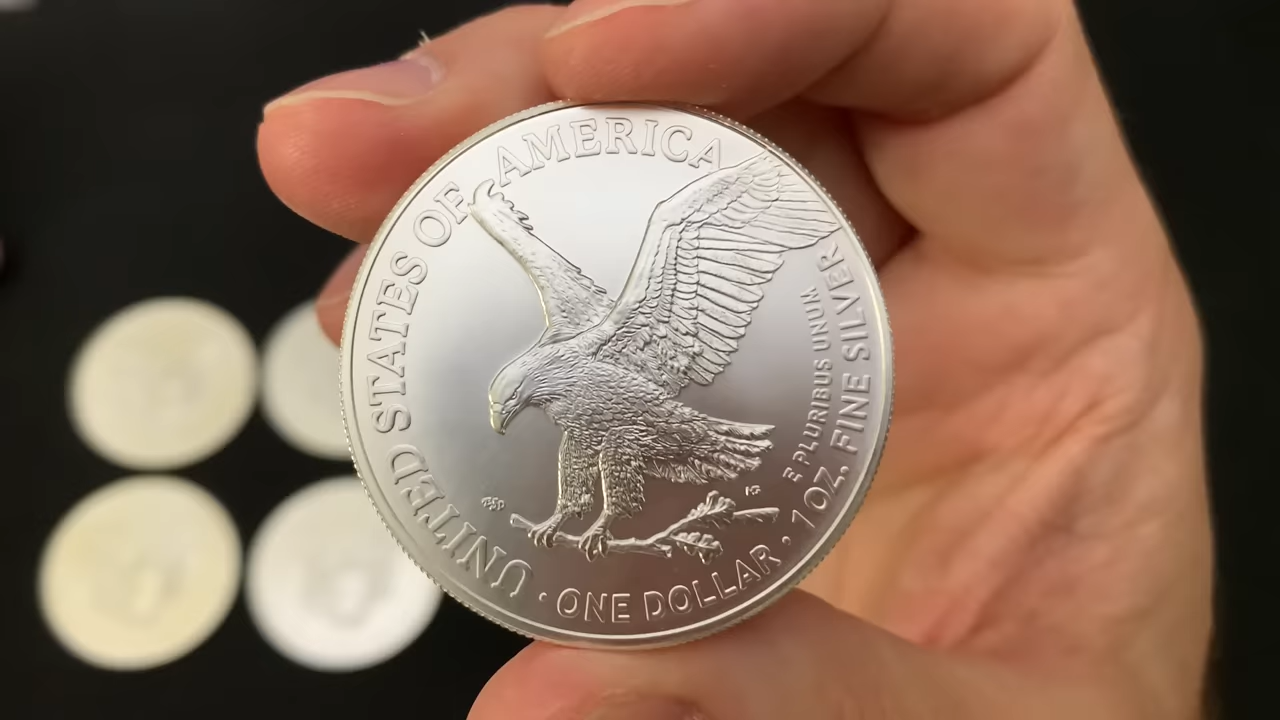 UNITED STATES OF AMERICA
E PLURIBUS UNUM
· ONE DOLLAR · 1 OZ. FINE SILVER